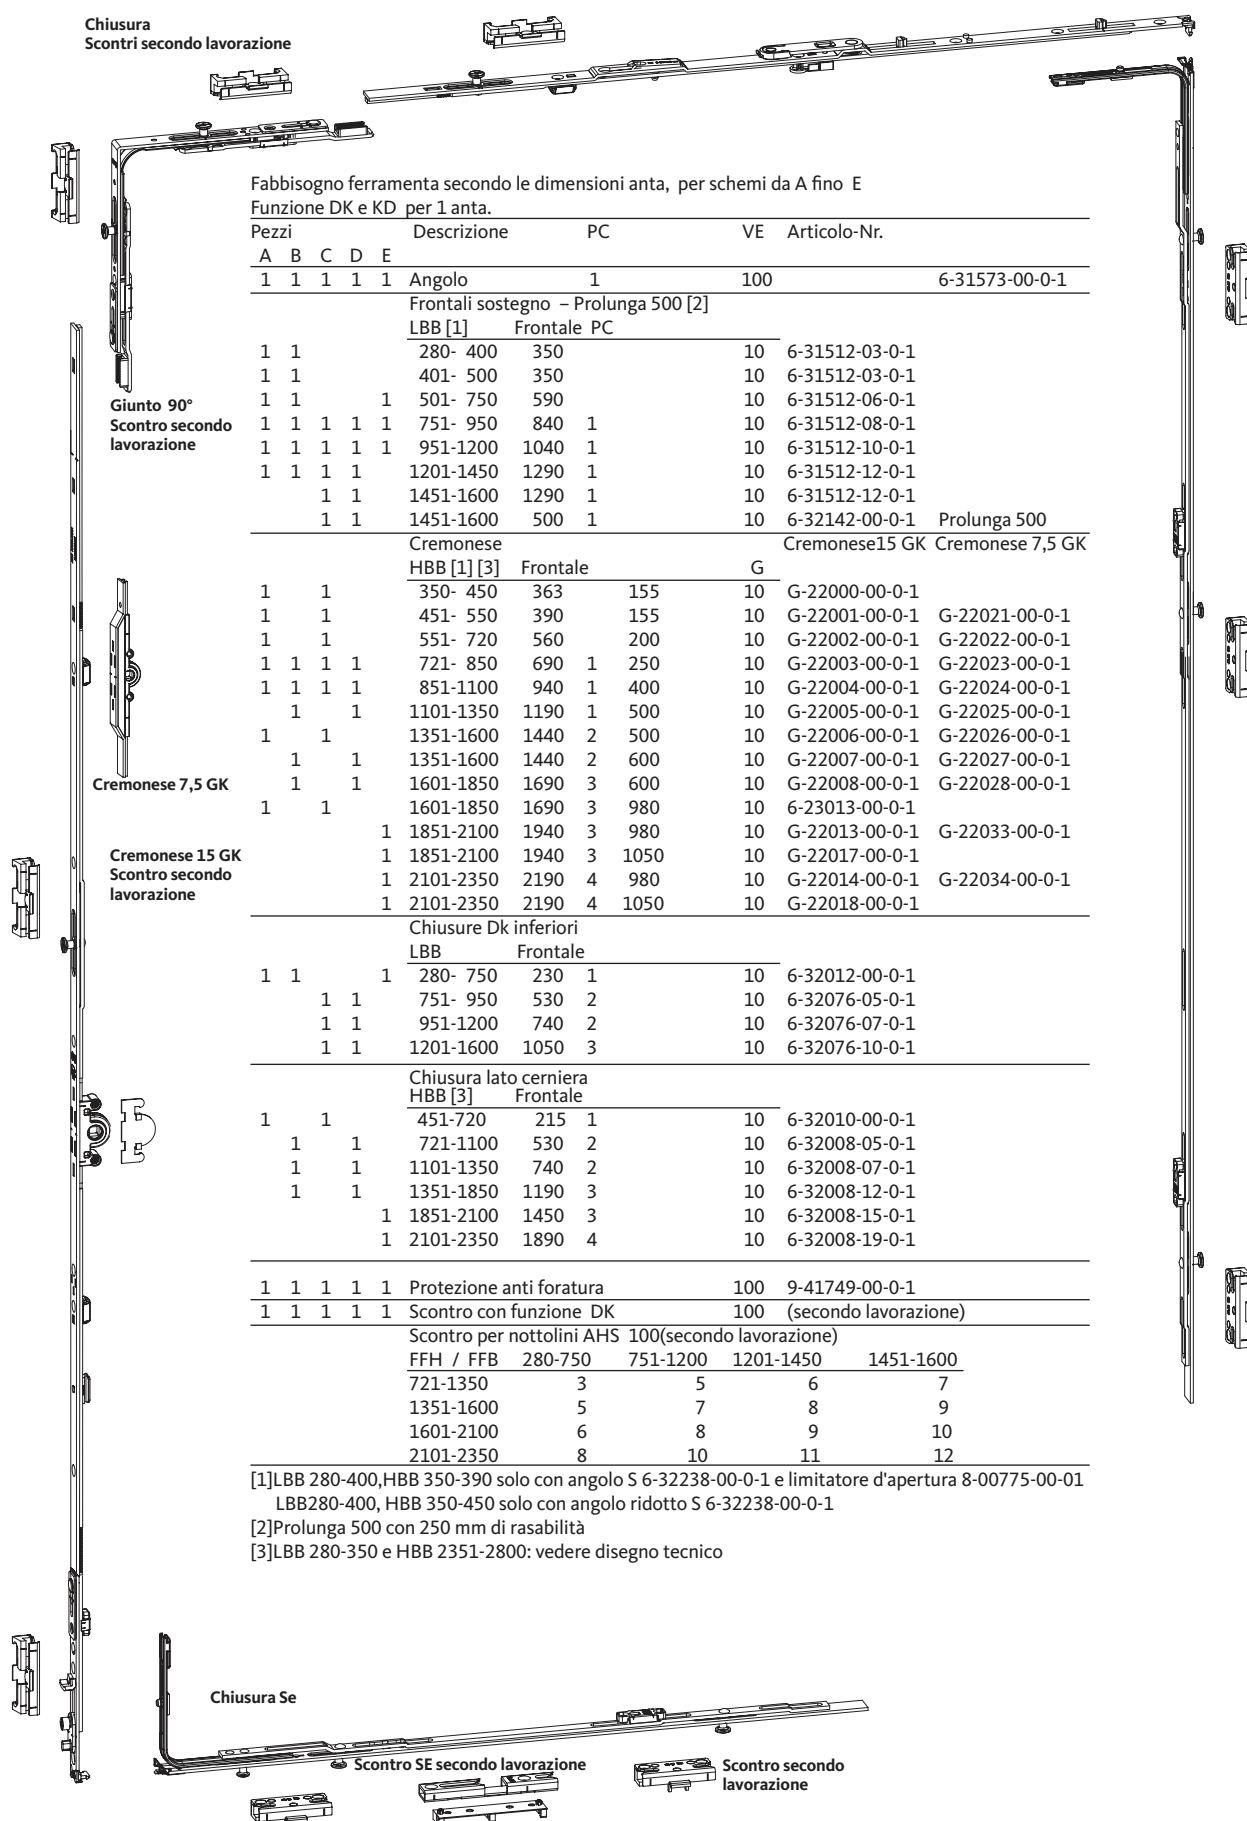 Chiusura
Scontri secondo lavorazione
Fabbisogno ferramenta secondo le dimensioni anta, per schemi da A fino E
Funzione DK e KD per 1 anta.
Pezzi Descrizione PC VE Articolo-Nr.
A B C D E
1 1 1 1 1 Angolo 1 100 6-31573-00-0-1
Frontali sostegno – Prolunga 500 [2]
LBB [1] Frontale PC
1 1 280- 400 350 10 6-31512-03-0-1
1 1 401- 500 350 10 6-31512-03-0-1
1 1 1 501- 750 590 10 6-31512-06-0-1
1 1 1 1 1 751- 950 840 1 10 6-31512-08-0-1
1 1 1 1 1 951-1200 1040 1 10 6-31512-10-0-1
1 1 1 1 1201-1450 1290 1 10 6-31512-12-0-1
1 1 1451-1600 1290 1 10 6-31512-12-0-1
1 1 1451-1600 500 1 10 6-32142-00-0-1 Prolunga 500
Giunto 90°
Scontro secondo
lavorazione
Cremonese Cremonese15 GK Cremonese 7,5 GK
HBB [1] [3] Frontale G
1 1 350- 450 363 155 10 G-22000-00-0-1
1 1 451- 550 390 155 10 G-22001-00-0-1 G-22021-00-0-1
1 1 551- 720 560 200 10 G-22002-00-0-1 G-22022-00-0-1
1 1 1 1 721- 850 690 1 250 10 G-22003-00-0-1 G-22023-00-0-1
1 1 1 1 851-1100 940 1 400 10 G-22004-00-0-1 G-22024-00-0-1
1 1 1101-1350 1190 1 500 10 G-22005-00-0-1 G-22025-00-0-1
1 1 1351-1600 1440 2 500 10 G-22006-00-0-1 G-22026-00-0-1
1 1 1351-1600 1440 2 600 10 G-22007-00-0-1 G-22027-00-0-1
1 1 1601-1850 1690 3 600 10 G-22008-00-0-1 G-22028-00-0-1
1 1 1601-1850 1690 3 980 10 6-23013-00-0-1
1 1851-2100 1940 3 980 10 G-22013-00-0-1 G-22033-00-0-1
1 1851-2100 1940 3 1050 10 G-22017-00-0-1
1 2101-2350 2190 4 980 10 G-22014-00-0-1 G-22034-00-0-1
1 2101-2350 2190 4 1050 10 G-22018-00-0-1
Cremonese 7,5 GK
Cremonese 15 GK
Scontro secondo
lavorazione
Chiusure Dk inferiori
LBB Frontale
1 1 1 280- 750 230 1 10 6-32012-00-0-1
1 1 751- 950 530 2 10 6-32076-05-0-1
1 1 951-1200 740 2 10 6-32076-07-0-1
1 1 1201-1600 1050 3 10 6-32076-10-0-1
Chiusura lato cerniera
HBB [3] Frontale
1 1 451-720 215 1 10 6-32010-00-0-1
1 1 721-1100 530 2 10 6-32008-05-0-1
1 1 1101-1350 740 2 10 6-32008-07-0-1
1 1 1351-1850 1190 3 10 6-32008-12-0-1
1 1851-2100 1450 3 10 6-32008-15-0-1
1 2101-2350 1890 4 10 6-32008-19-0-1
1 1 1 1 1 Protezione anti foratura 100 9-41749-00-0-1
1 1 1 1 1 Scontro con funzione DK 100 (secondo lavorazione)
Scontro per nottolini AHS 100(secondo lavorazione)
FFH / FFB 280-750 751-1200 1201-1450 1451-1600
721-1350 3 5 6 7
1351-1600 5 7 8 9
1601-2100 6 8 9 10
2101-2350 8 10 11 12
[1]LBB 280-400,HBB 350-390 solo con angolo S 6-32238-00-0-1 e limitatore d'apertura 8-00775-00-01
LBB280-400, HBB 350-450 solo con angolo ridotto S 6-32238-00-0-1
[2]Prolunga 500 con 250 mm di rasabilità
[3]LBB 280-350 e HBB 2351-2800: vedere disegno tecnico
Chiusura Se
Scontro SE secondo lavorazione
Scontro secondo
lavorazione